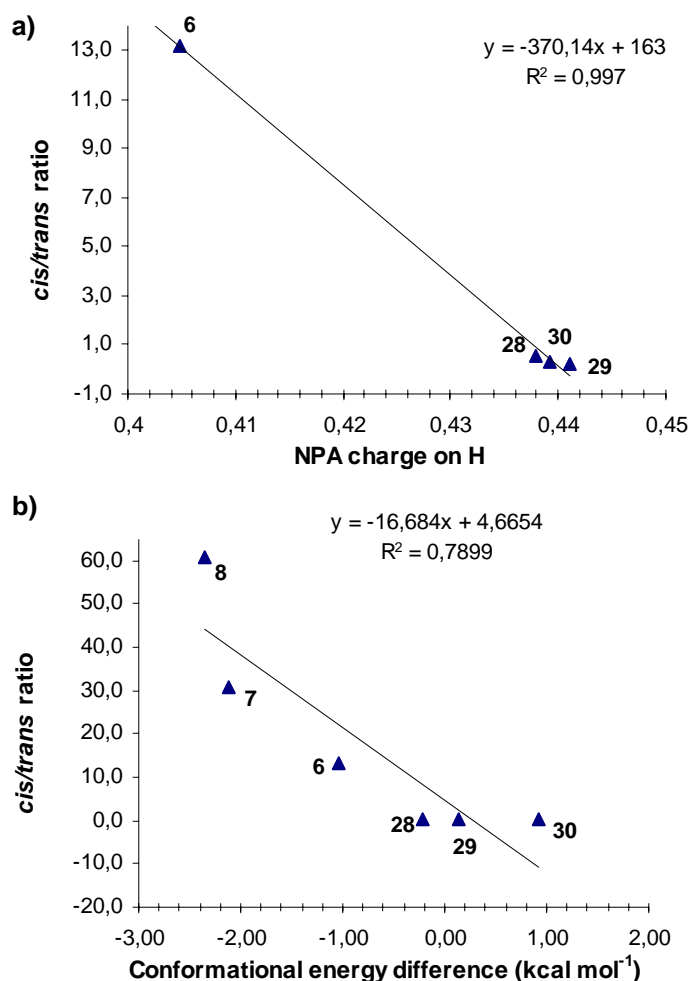 a)
6
y = -370,14x + 163
R² = 0,997
13,0
11,0
9,0
7,0
5,0
3,0
1,0
-1,0
cis/trans ratio
28
30
29
0,4 0,41 0,42 0,43 0,44 0,45
NPA charge on H
b)
y = -16,684x + 4,6654
R² = 0,7899
60,0
50,0
40,0
30,0
20,0
10,0
0,0
-10,0
-20,0
cis/trans ratio
8
7
6
28
29
30
-3,00 -2,00 -1,00 0,00 1,00 2,00
Conformational energy difference (kcal mol⁻¹)